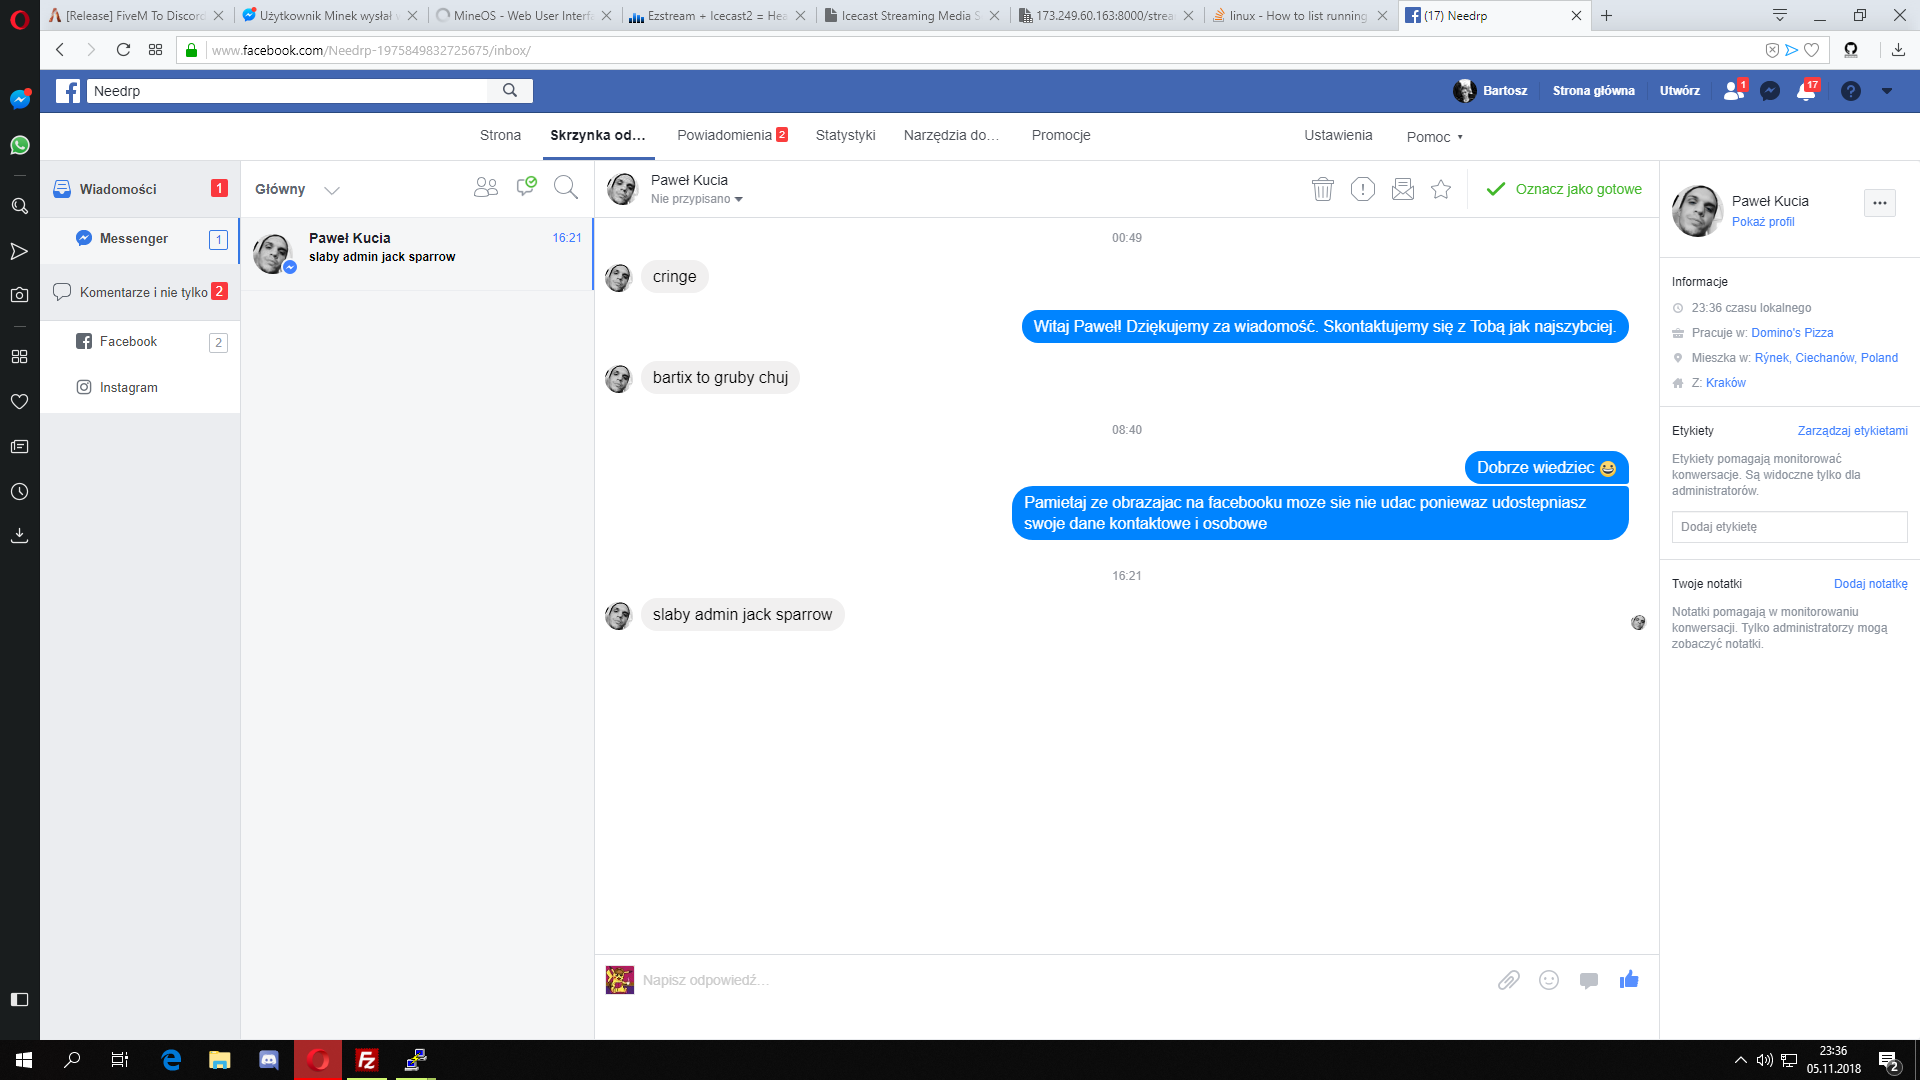 [Release] FiveM To Discord
Użytkownik Minek wysłał w
MineOS - Web User Interfa
Ezstream + Icecast2 = Hea
Icecast Streaming Media S
173.249.60.163:8000/strea
linux - How to list running
(17) Needrp
www.facebook.com/Needrp-1975849832725675/inbox/
Needrp
Bartosz
Strona główna
Utwórz
1
17
Strona
Skrzynka od...
Powiadomienia 2
Statystyki
Narzędzia do...
Promocje
Ustawienia
Pomoc
Wiadomości 1
Messenger 1
Komentarze i nie tylko 2
Facebook 2
Instagram
Główny
Paweł Kucia 16:21
slaby admin jack sparrow
Paweł Kucia
Nie przypisano
Oznacz jako gotowe
00:49
cringe
Witaj Paweł! Dziękujemy za wiadomość. Skontaktujemy się z Tobą jak najszybciej.
bartix to gruby chuj
08:40
Dobrze wiedziec
Pamietaj ze obrazajac na facebooku moze sie nie udac poniewaz udostepniasz
swoje dane kontaktowe i osobowe
16:21
slaby admin jack sparrow
Napisz odpowiedź...
Paweł Kucia
Pokaż profil
Informacje
23:36 czasu lokalnego
Pracuje w: Domino's Pizza
Mieszka w: Rýnek, Ciechanów, Poland
Z: Kraków
Etykiety
Zarządzaj etykietami
Etykiety pomagają monitorować
konwersacje. Są widoczne tylko dla
administratorów.
Dodaj etykietę
Twoje notatki
Dodaj notatkę
Notatki pomagają w monitorowaniu
konwersacji. Tylko administratorzy mogą
zobaczyć notatki.
23:36
05.11.2018
2